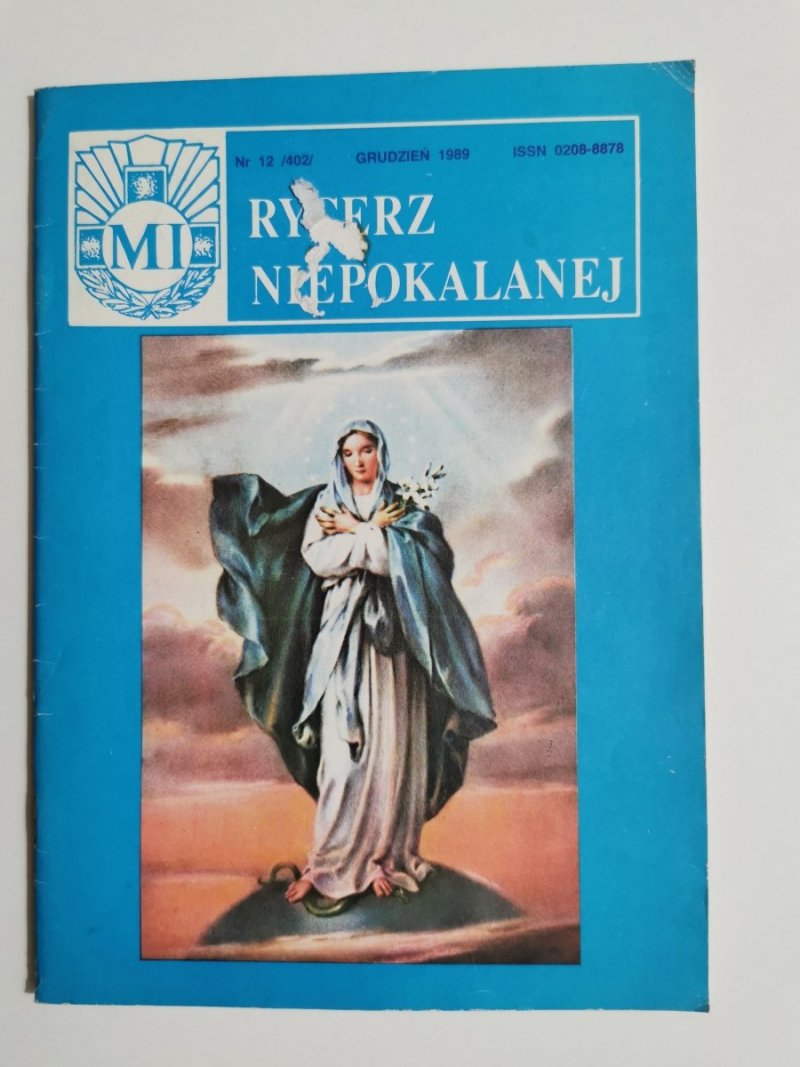 Nr 12 /402/ GRUDZIEŃ 1989 ISSN 0208-8878
MI
RYCERZ
NIEPOKALANEJ